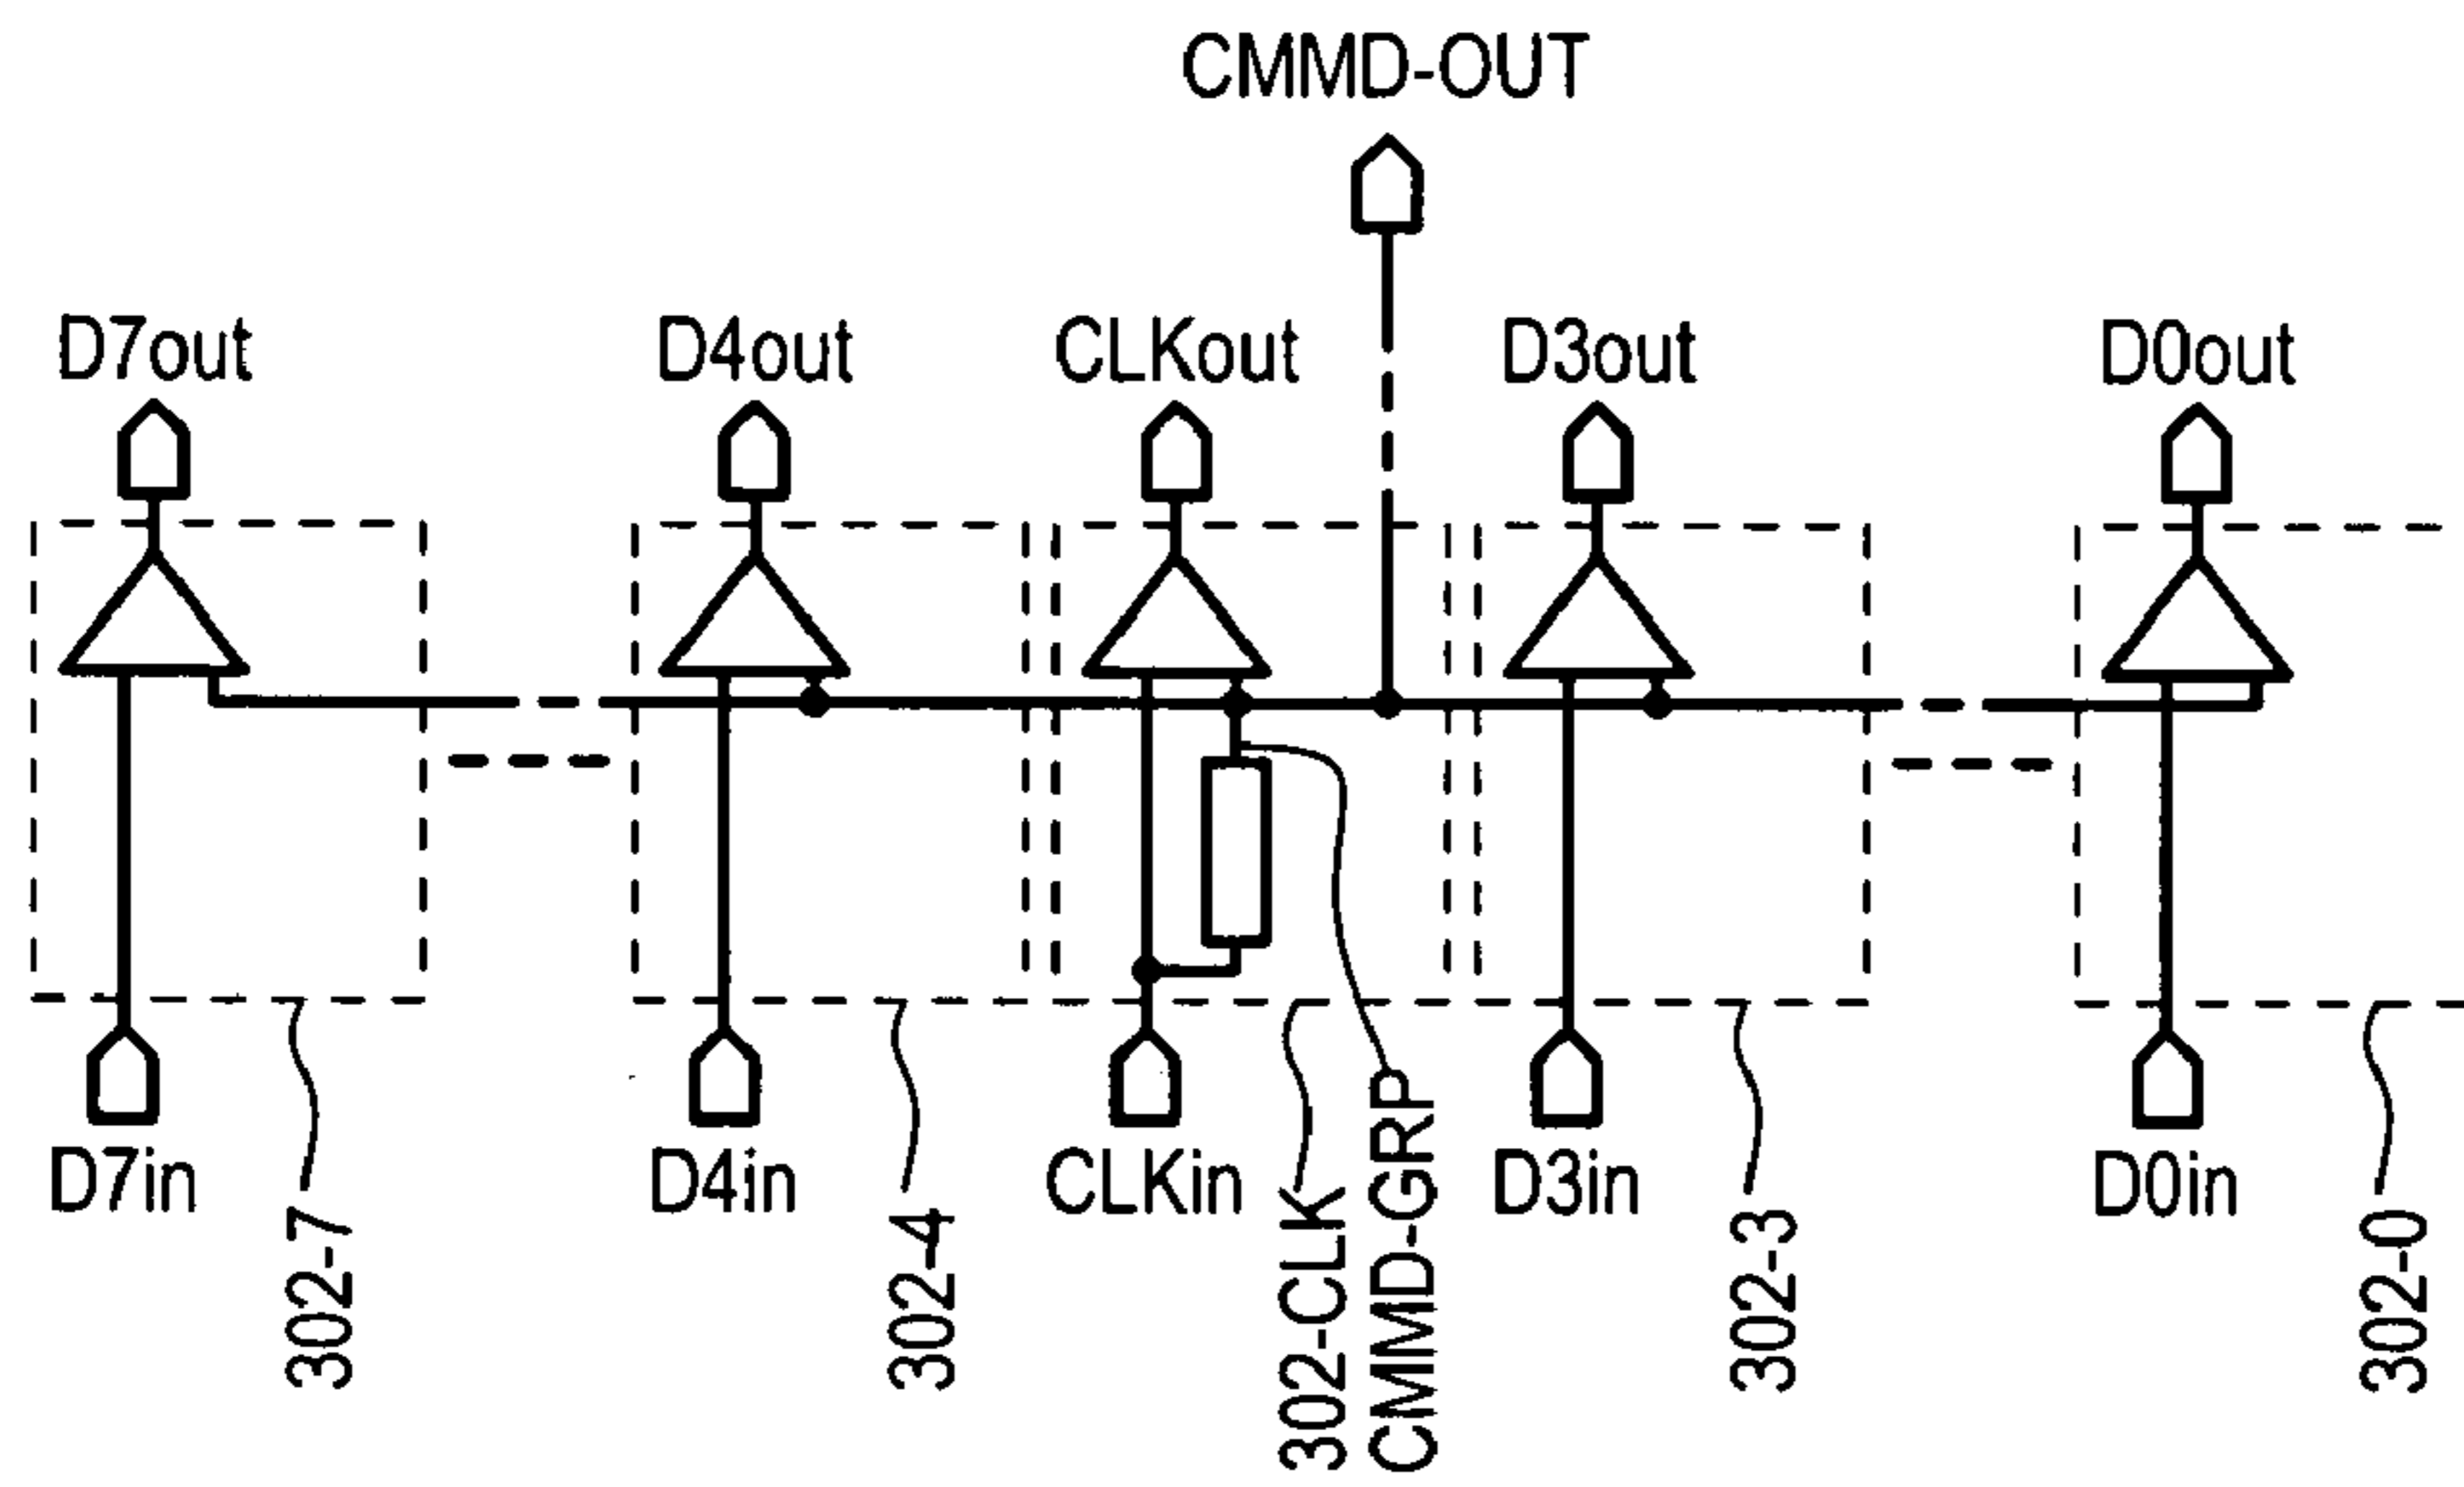 CMMD-OUT
D7out
D4out
CLKout
D3out
D0out
D7in
D4in
CLKin
D3in
D0in
302-7
302-4
302-CLK
CMMD-GRP
302-3
302-0